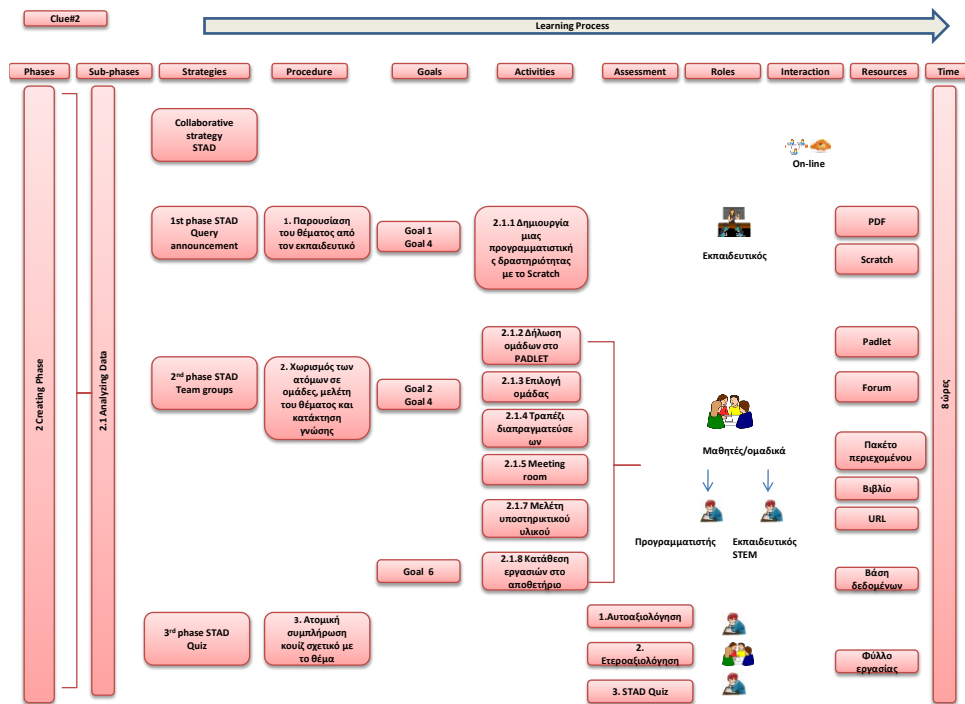 Clue#2
Learning Process
Phases
Sub-phases
Strategies
Procedure
Goals
Activities
Assessment
Roles
Interaction
Resources
Time
2 Creating Phase
2.1 Analyzing Data
Collaborative
strategy
STAD
On-line
1st phase STAD
Query
announcement
1. Παρουσίαση
του θέματος από
τον εκπαιδευτικό
Goal 1
Goal 4
2.1.1 Δημιουργία
μιας
προγραμματιστική
ς δραστηριότητας
με το Scratch
Εκπαιδευτικός
PDF
Scratch
2nd phase STAD
Team groups
2. Χωρισμός των
ατόμων σε
ομάδες, μελέτη
του θέματος και
κατάκτηση
γνώσης
Goal 2
Goal 4
2.1.2 Δήλωση
ομάδων στο
PADLET
2.1.3 Επιλογή
ομάδας
2.1.4 Τραπέζι
διαπραγματεύσε
ων
2.1.5 Meeting
room
2.1.7 Μελέτη
υποστηρικτικού
υλικού
Goal 6
2.1.8 Κατάθεση
εργασιών στο
αποθετήριο
Μαθητές/ομαδικά
Προγραμματιστής
Εκπαιδευτικός
STEM
Padlet
Forum
Πακέτο
περιεχομένου
Βιβλίο
URL
Βάση
δεδομένων
3rd phase STAD
Quiz
3. Ατομική
συμπλήρωση
κουίζ σχετικό με
το θέμα
1.Αυτοαξιολόγηση
2.
Ετεροαξιολόγηση
3. STAD Quiz
Φύλλο
εργασίας
8 ώρες